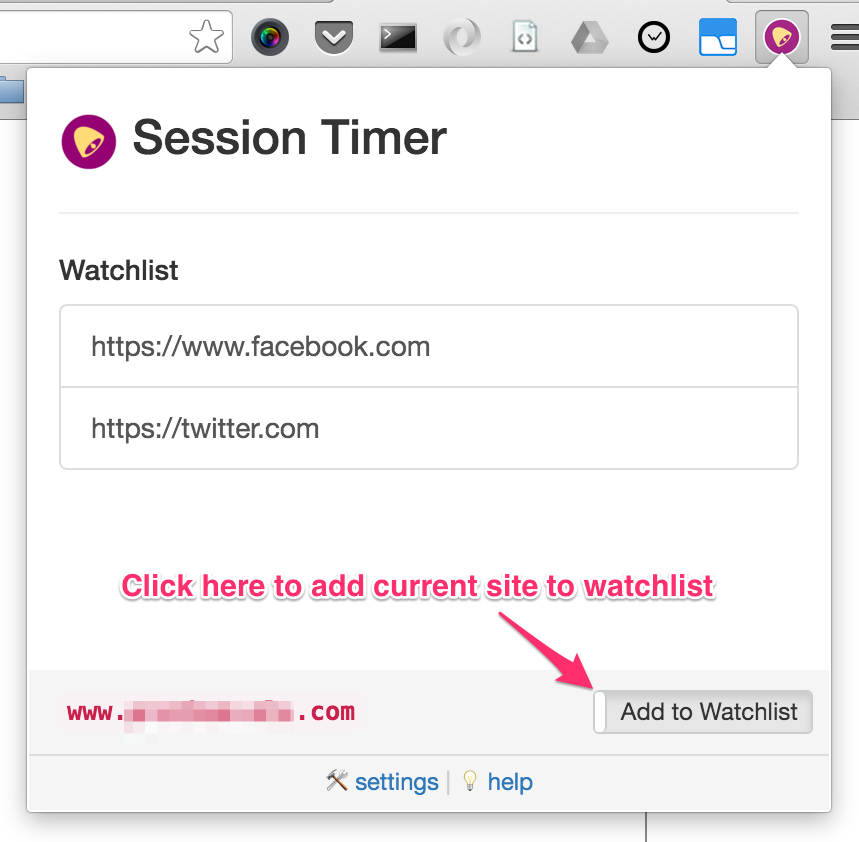 Session Timer
Watchlist
https://www.facebook.com
https://twitter.com
Click here to add current site to watchlist
www. .com
Add to Watchlist
settings | help